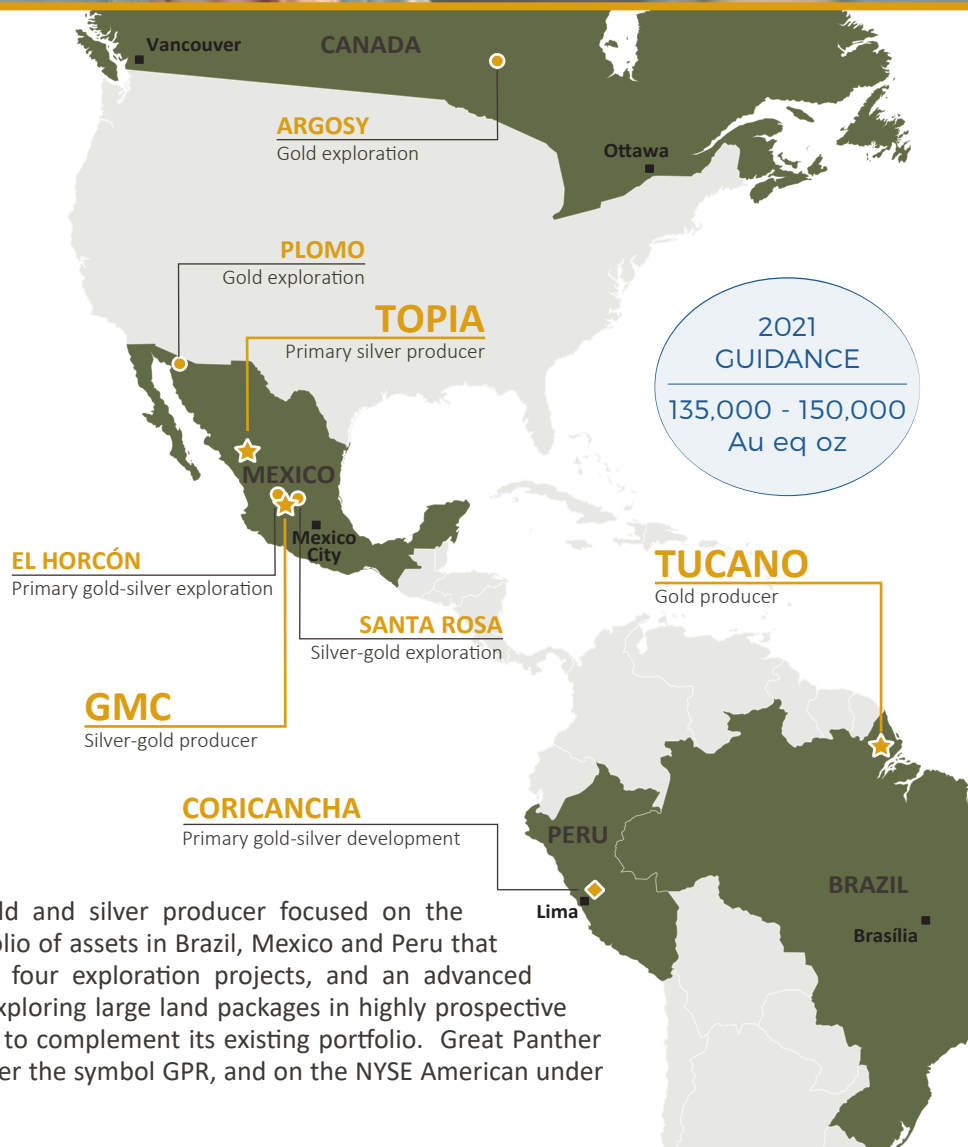 Vancouver
CANADA
ARGOSY
Gold exploration
Ottawa
PLOMO
Gold exploration
TOPIA
Primary silver producer
2021
GUIDANCE
135,000 - 150,000
Au eq oz
MEXICO
Mexico
City
EL HORCÓN
Primary gold-silver exploration
TUCANO
Gold producer
SANTA ROSA
Silver-gold exploration
GMC
Silver-gold producer
CORICANCHA
Primary gold-silver development
PERU
Lima
BRAZIL
Brasília
and silver producer focused on the
of assets in Brazil, Mexico and Peru that
four exploration projects, and an advanced
exploring large land packages in highly prospective
to complement its existing portfolio. Great Panther
the symbol GPR, and on the NYSE American under